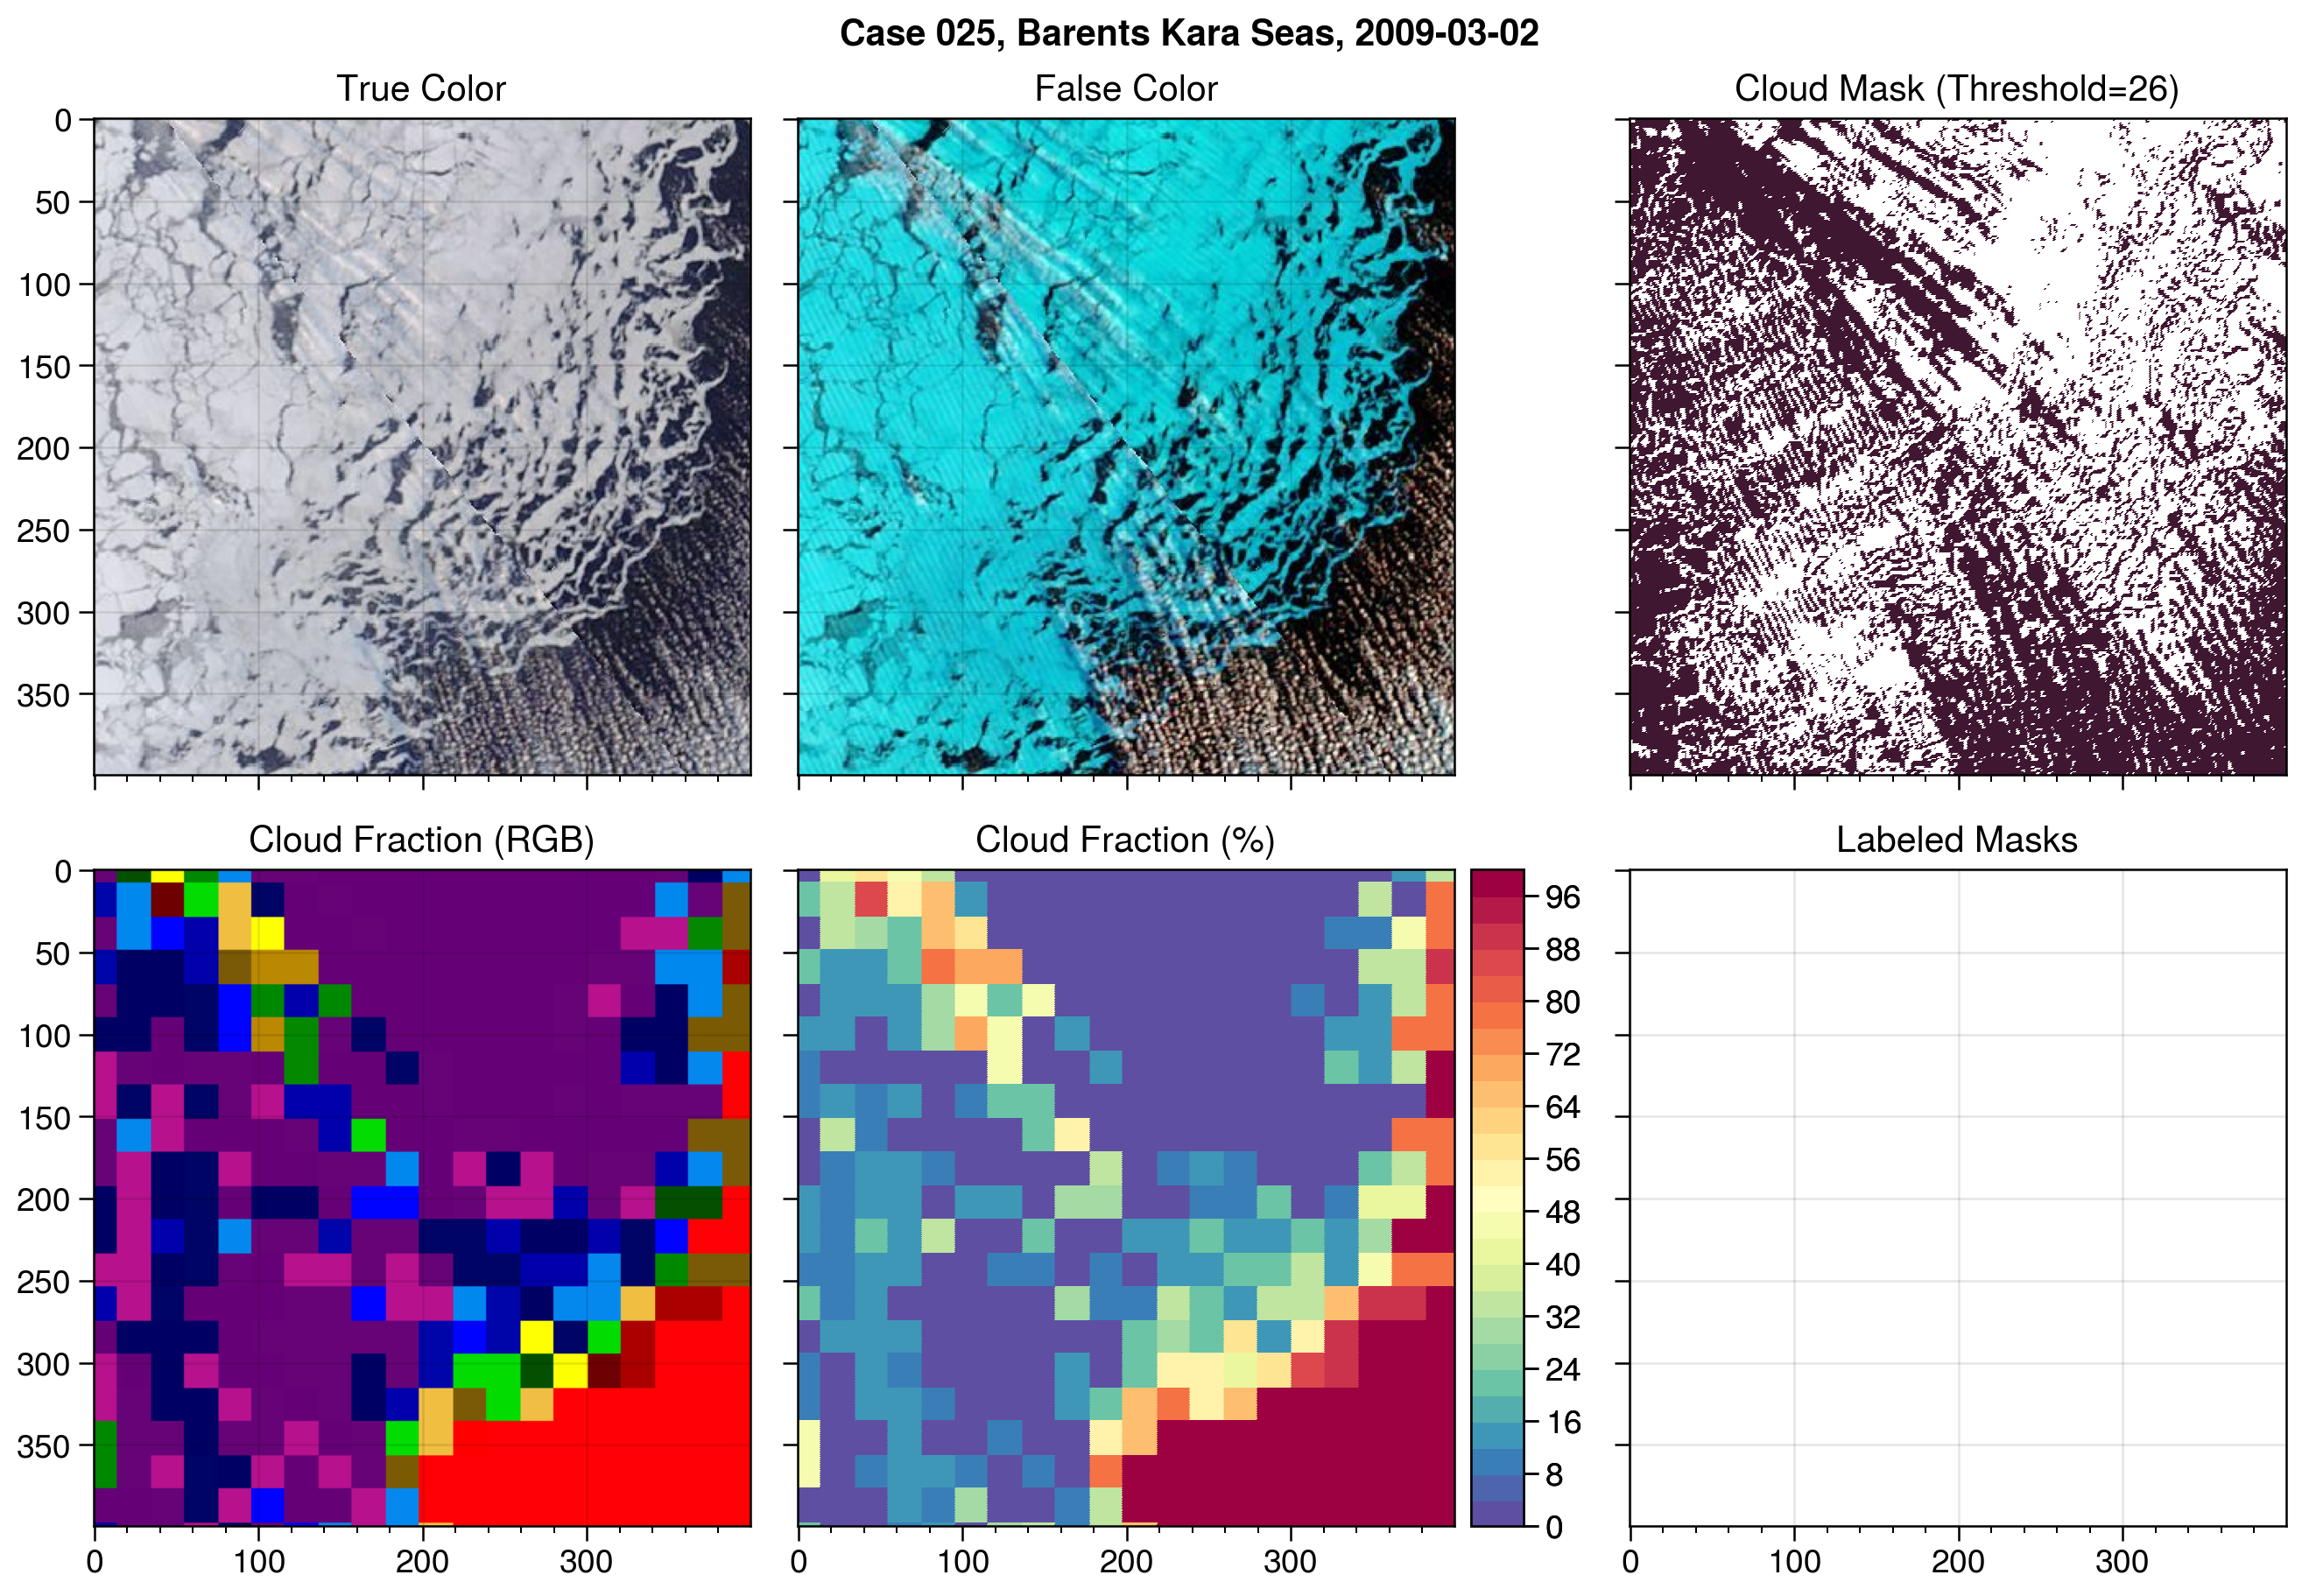 Case 025, Barents Kara Seas, 2009-03-02
True Color
False Color
Cloud Mask (Threshold=26)
0
50
100
150
200
250
300
350
Cloud Fraction (RGB)
Cloud Fraction (%)
Labeled Masks
0
50
100
150
200
250
300
350
96
88
80
72
64
56
48
40
32
24
16
8
0
0 100 200 300
0 100 200 300
0 100 200 300